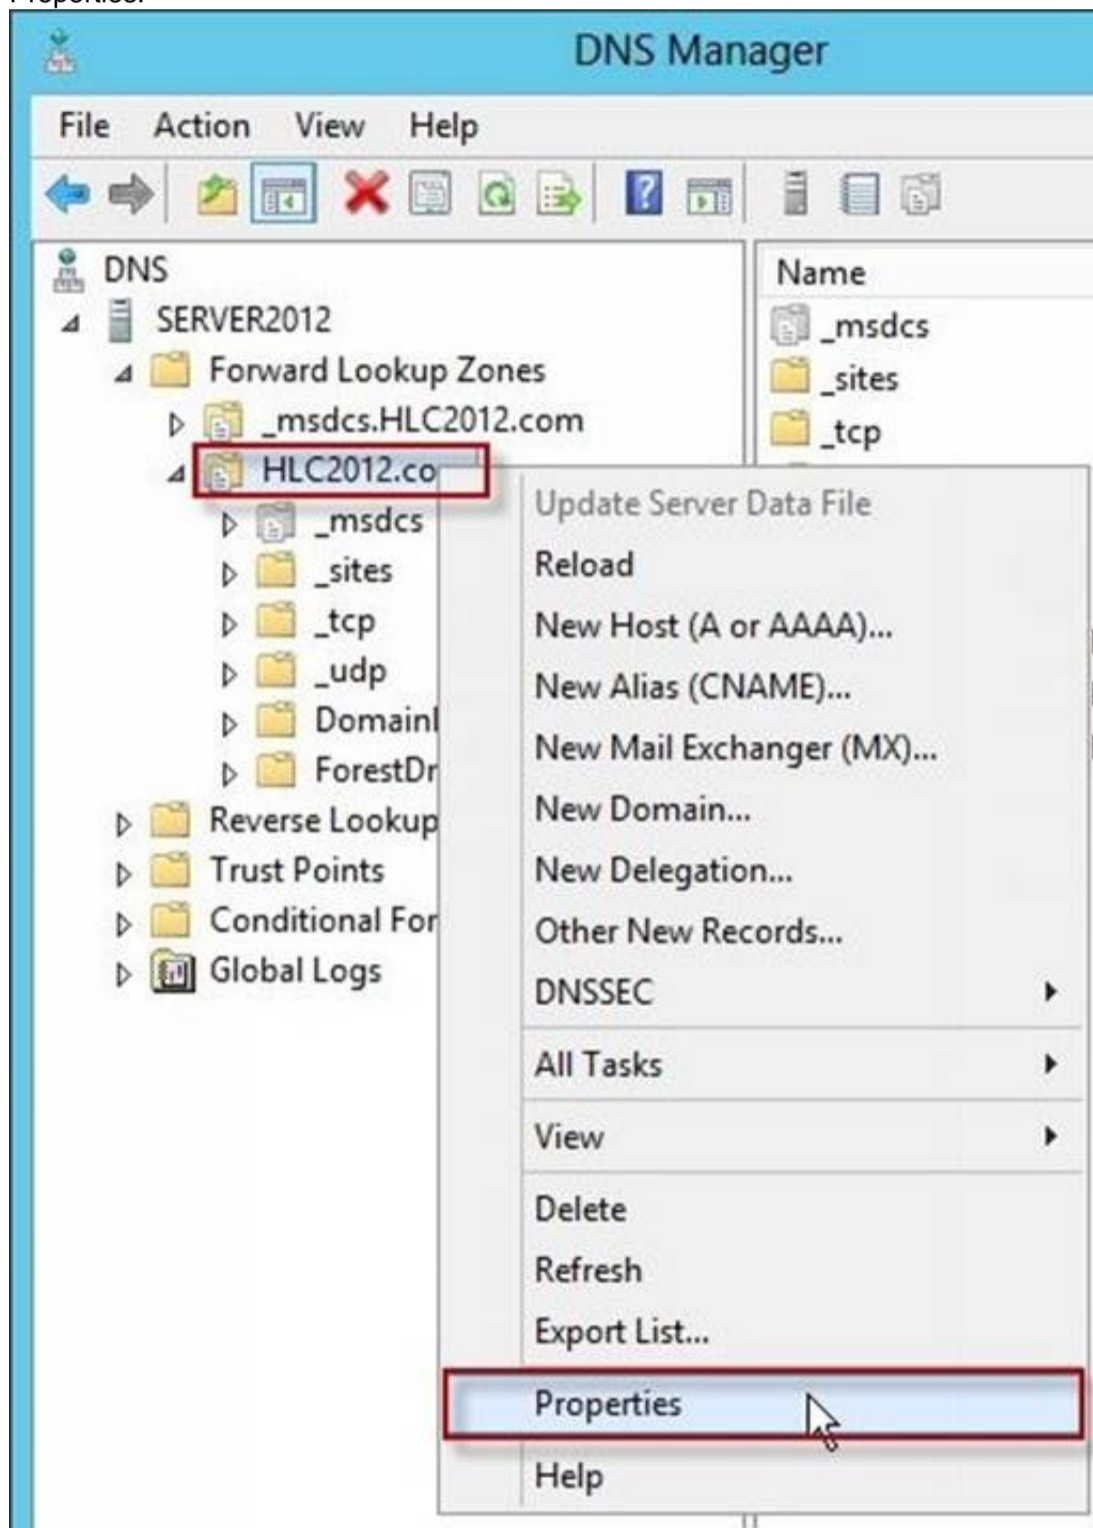 Properties.
DNS Manager
File Action View Help
DNS
SERVER2012
Forward Lookup Zones
_msdcs.HLC2012.com
HLC2012.co
_msdcs
_sites
_tcp
_udp
Domain
ForestDr
Reverse Lookup
Trust Points
Conditional For
Global Logs
Name
_msdcs
_sites
_tcp
Update Server Data File
Reload
New Host (A or AAAA)...
New Alias (CNAME)...
New Mail Exchanger (MX)...
New Domain...
New Delegation...
Other New Records...
DNSSEC
All Tasks
View
Delete
Refresh
Export List...
Properties
Help